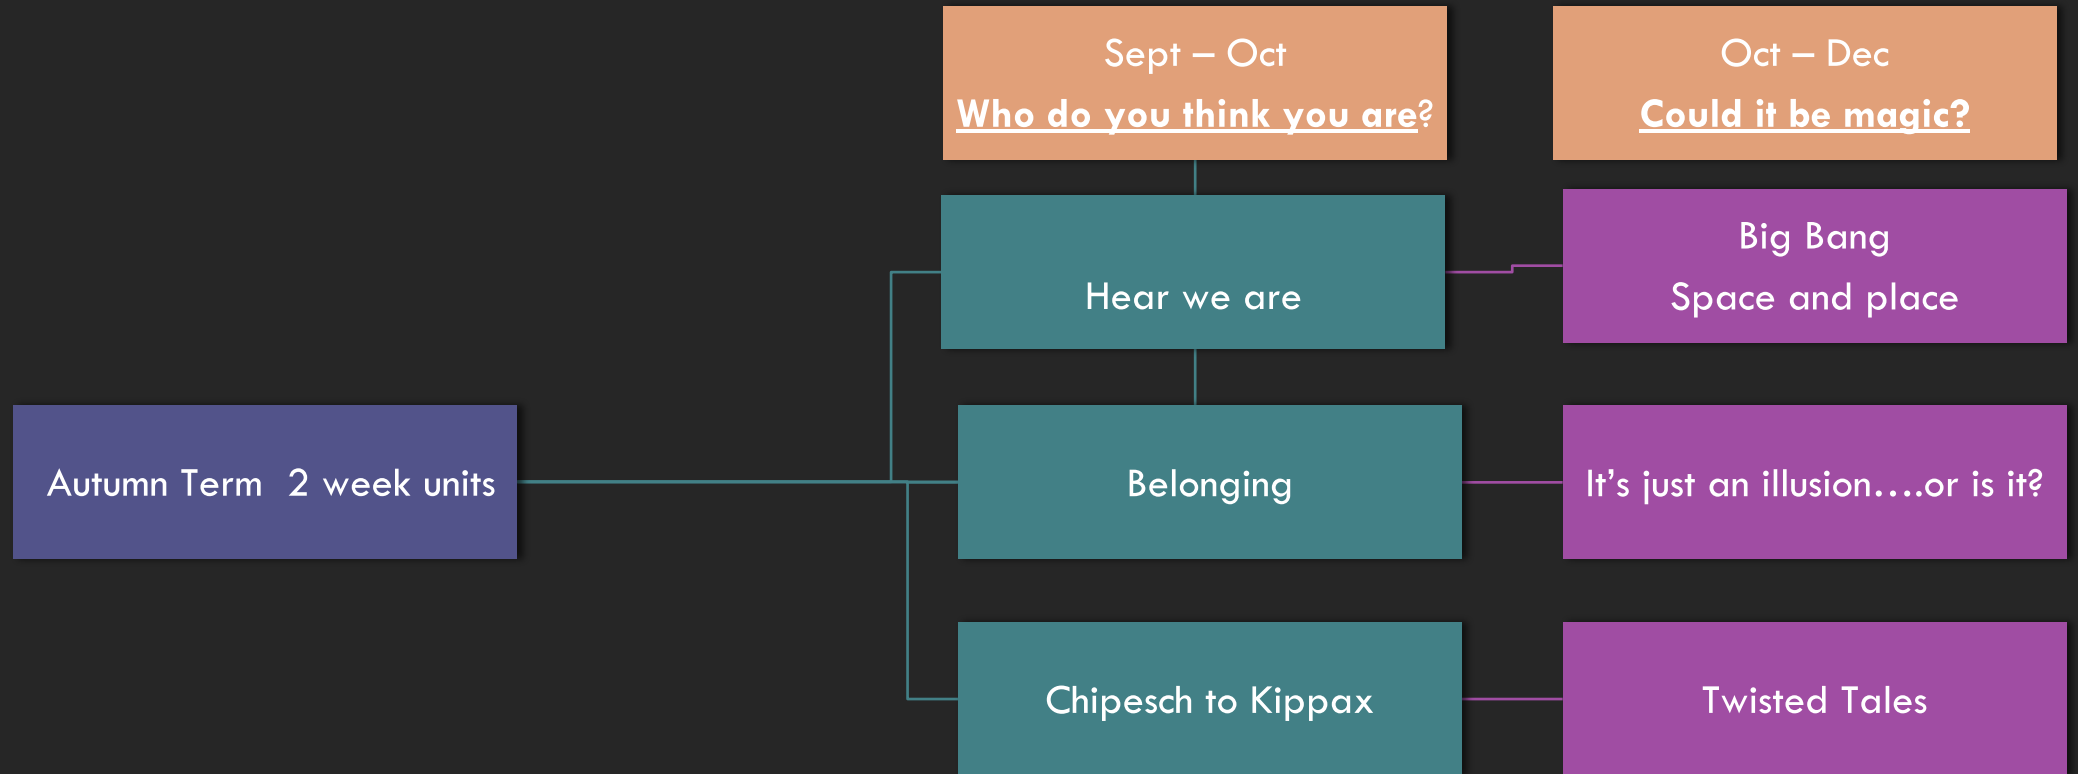 Sept – Oct
Who do you think you are?
Oct – Dec
Could it be magic?
Hear we are
Big Bang
Space and place
Autumn Term  2 week units
Belonging
It’s just an illusion….or is it?
Chipesch to Kippax
Twisted Tales